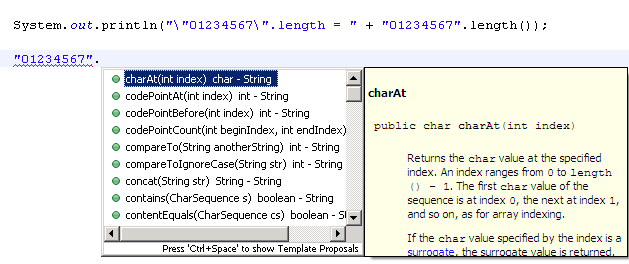 System.out.println("\"01234567\".length = " + "01234567".length());
"01234567".
charAt(int index)  char - String
codePointAt(int index)  int - String
codePointBefore(int index)  int - String
codePointCount(int beginIndex, int endIndex)
compareTo(String anotherString)  int - String
compareToIgnoreCase(String str)  int - String
concat(String str)  String - String
contains(CharSequence s)  boolean - String
contentEquals(CharSequence cs)  boolean - St
Press 'Ctrl+Space' to show Template Proposals
charAt
public char charAt(int index)
Returns the char value at the specified
index. An index ranges from 0 to length
() - 1. The first char value of the
sequence is at index 0, the next at index 1,
and so on, as for array indexing.
If the char value specified by the index is a
surrogate, the surrogate value is returned.